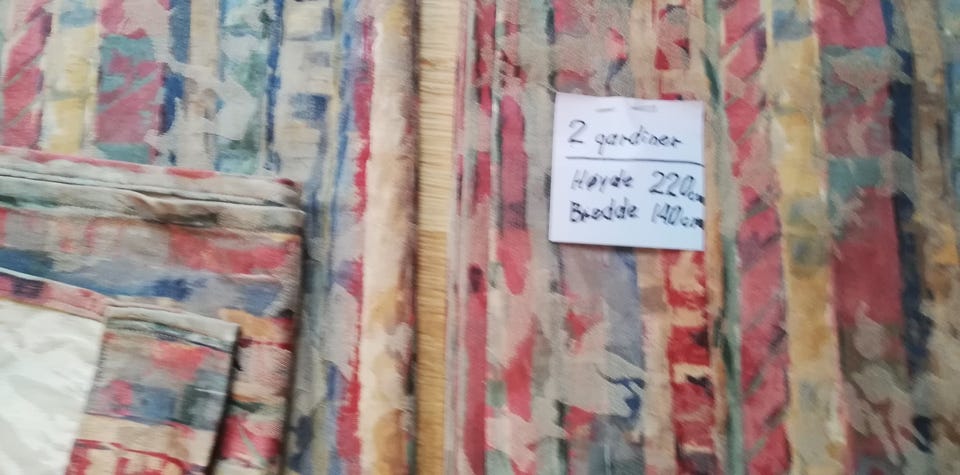 2 gardiner
Høyde 220cm
Bredde 140cm